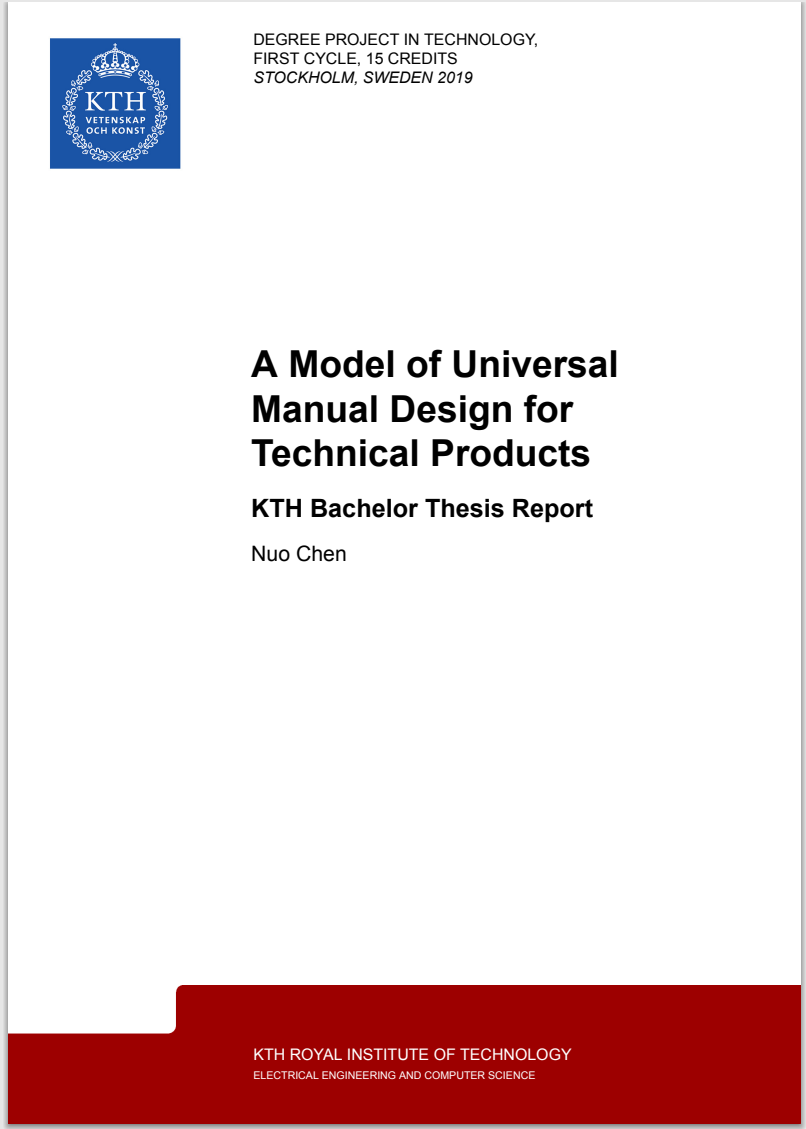 KTH
VETENSKAP
OCH KONST
DEGREE PROJECT IN TECHNOLOGY,
FIRST CYCLE, 15 CREDITS
STOCKHOLM, SWEDEN 2019
A Model of Universal
Manual Design for
Technical Products
KTH Bachelor Thesis Report
Nuo Chen
KTH ROYAL INSTITUTE OF TECHNOLOGY
ELECTRICAL ENGINEERING AND COMPUTER SCIENCE